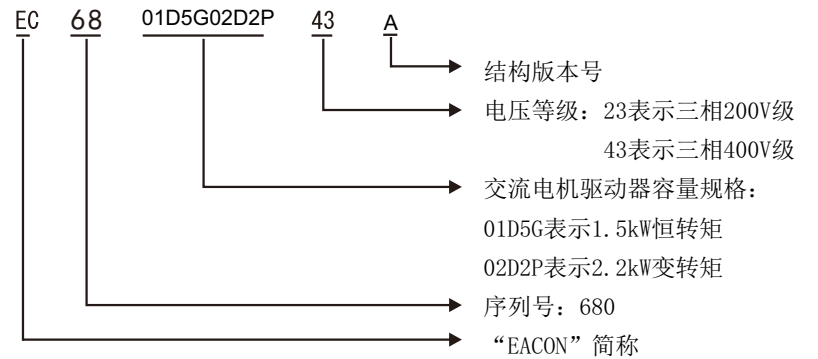 EC 68 01D5G02D2P 43 A
结构版本号
电压等级：23表示三相200V级
43表示三相400V级
交流电机驱动器容量规格：
01D5G表示1.5kW恒转矩
02D2P表示2.2kW变转矩
序列号：680
“EACON”简称